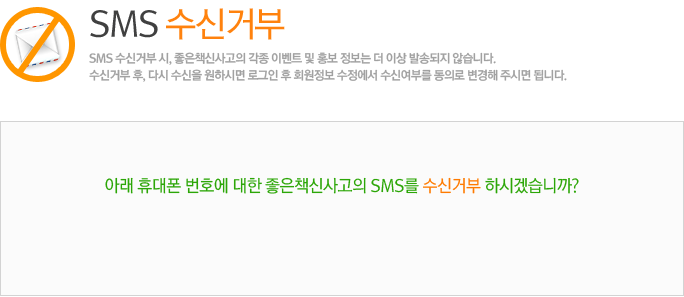 SMS 수신거부
SMS 수신거부 시, 좋은책신사고의 각종 이벤트 및 홍보 정보는 더 이상 발송되지 않습니다.
수신거부 후, 다시 수신을 원하시면 로그인 후 회원정보 수정에서 수신여부를 동의로 변경해 주시면 됩니다.
아래 휴대폰 번호에 대한 좋은책신사고의 SMS를 수신거부 하시겠습니까?